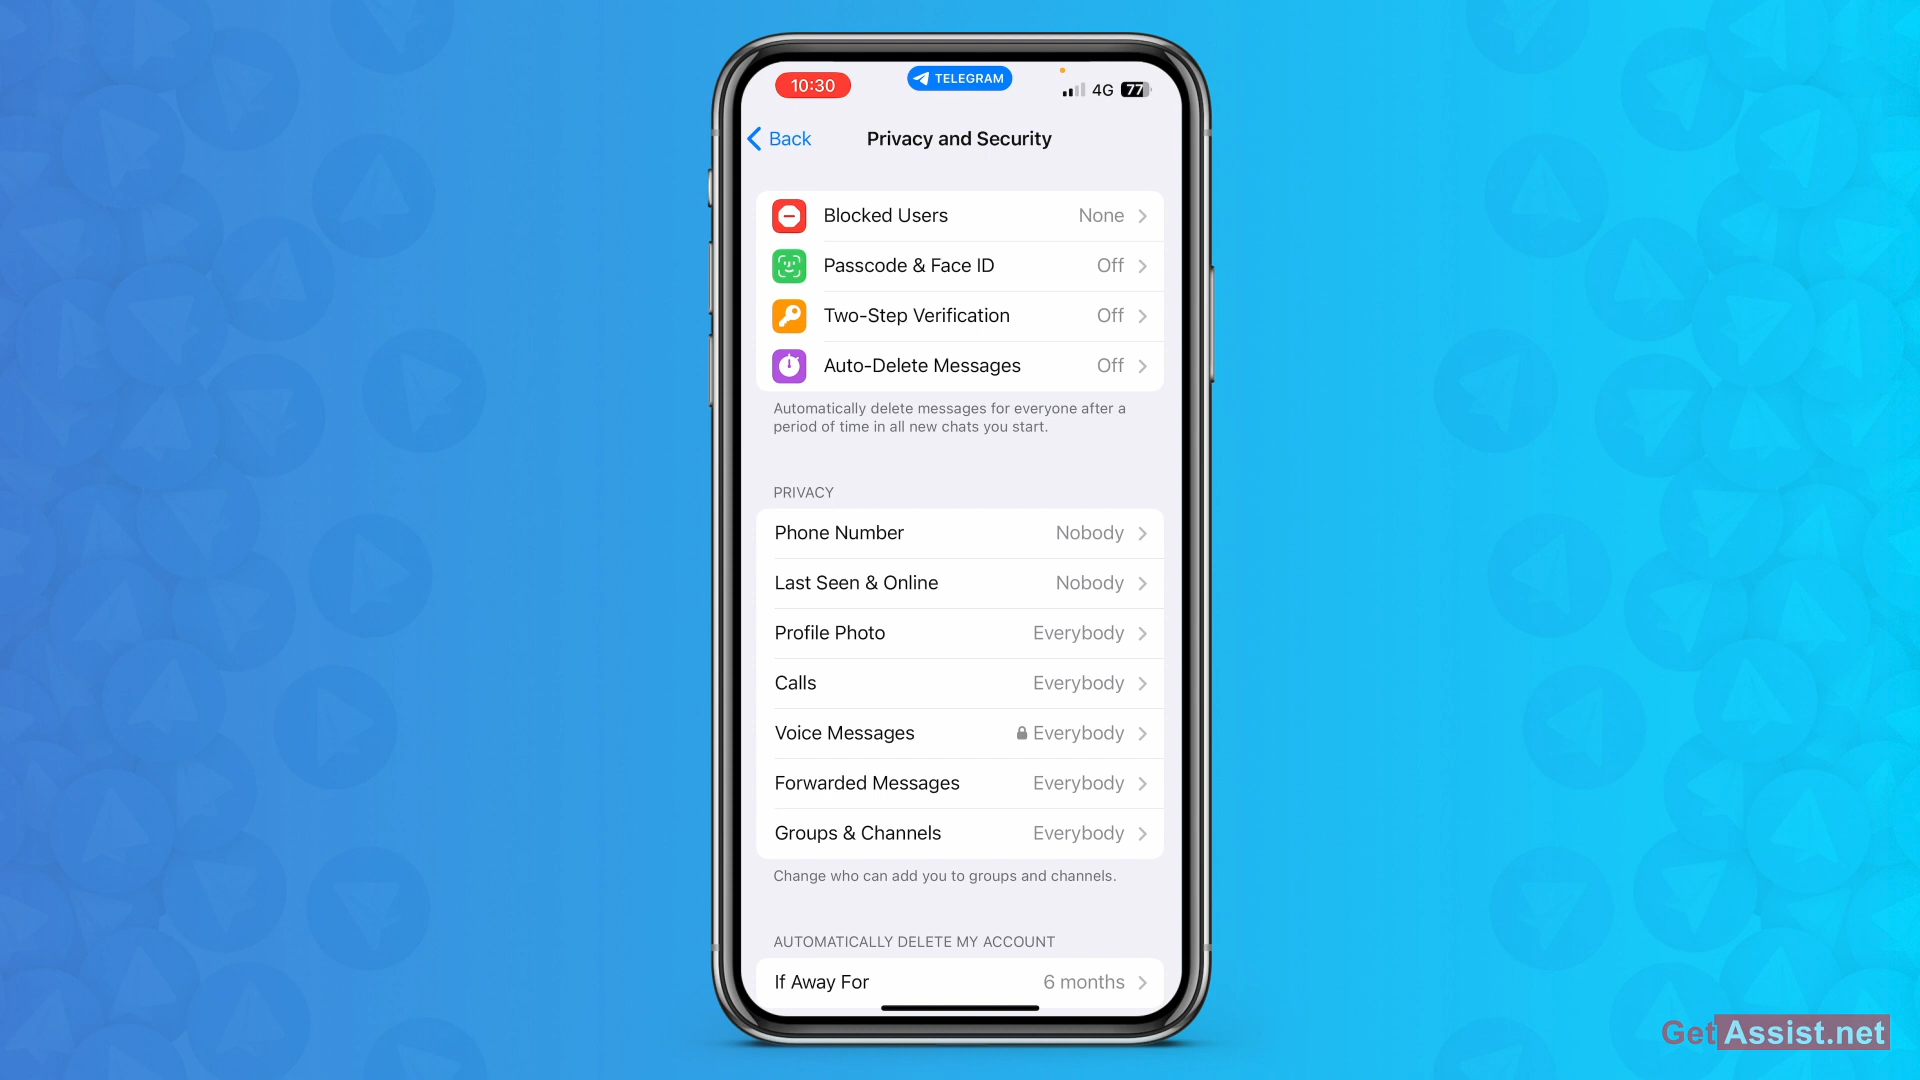 10:30
TELEGRAM
4G 77
Back
Privacy and Security
Blocked Users None
Passcode & Face ID Off
Two-Step Verification Off
Auto-Delete Messages Off
Automatically delete messages for everyone after a
period of time in all new chats you start.
PRIVACY
Phone Number Nobody
Last Seen & Online Nobody
Profile Photo Everybody
Calls Everybody
Voice Messages Everybody
Forwarded Messages Everybody
Groups & Channels Everybody
Change who can add you to groups and channels.
AUTOMATICALLY DELETE MY ACCOUNT
If Away For 6 months
GetAssist.net